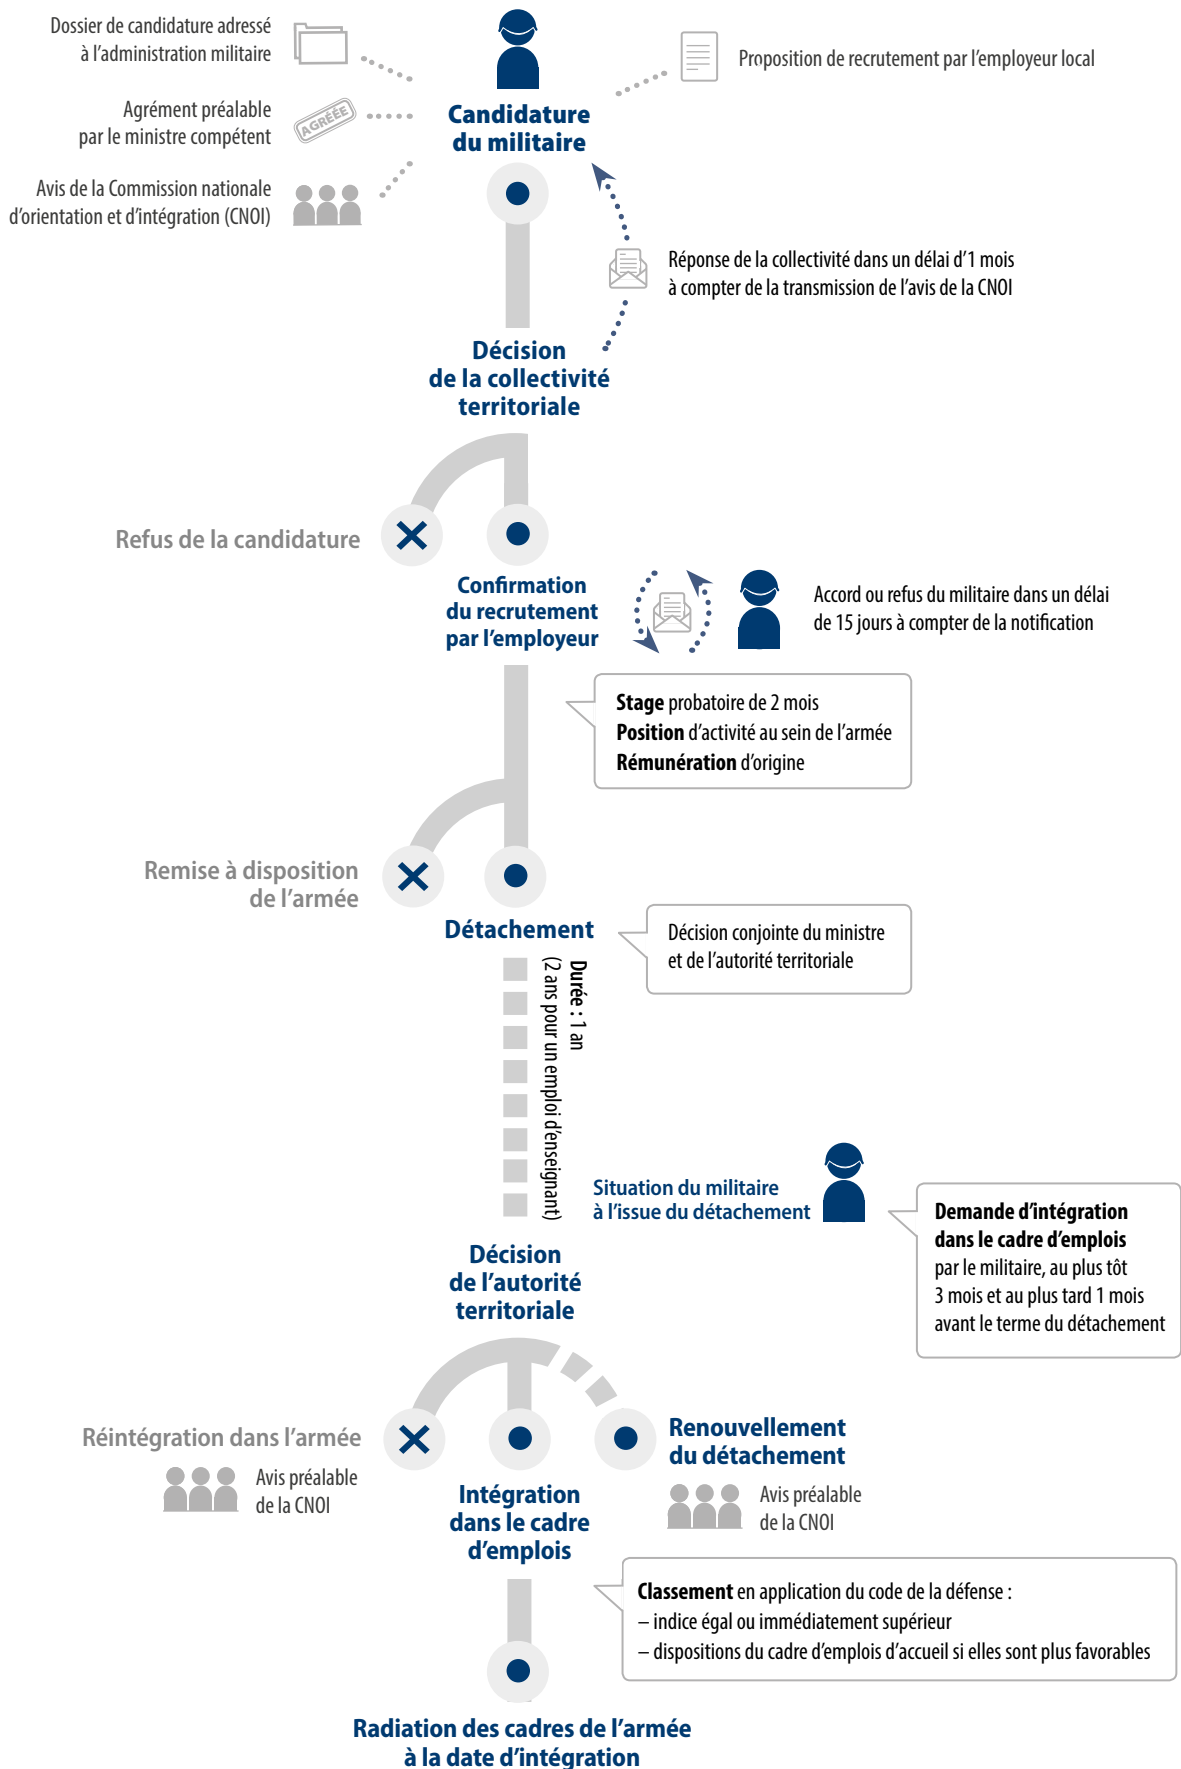 Dossier de candidature adressé
à l'administration militaire
Proposition de recrutement par l'employeur local
Agrément préalable
par le ministre compétent
AGRÉÉE
Candidature
du militaire
Avis de la Commission nationale
d'orientation et d'intégration (CNOI)
Réponse de la collectivité dans un délai d'1 mois
à compter de la transmission de l'avis de la CNOI
Décision
de la collectivité
territoriale
Refus de la candidature
Confirmation
du recrutement
par l'employeur
Accord ou refus du militaire dans un délai
de 15 jours à compter de la notification
Stage probatoire de 2 mois
Position d'activité au sein de l'armée
Rémunération d'origine
Remise à disposition
de l'armée
Détachement
Décision conjointe du ministre
et de l'autorité territoriale
Durée : 1 an
(2 ans pour un emploi d'enseignant)
Situation du militaire
à l'issue du détachement
Demande d'intégration
dans le cadre d'emplois
par le militaire, au plus tôt
3 mois et au plus tard 1 mois
avant le terme du détachement
Décision
de l'autorité
territoriale
Réintégration dans l'armée
Avis préalable
de la CNOI
Renouvellement
du détachement
Avis préalable
de la CNOI
Intégration
dans le cadre
d'emplois
Classement en application du code de la défense :
– indice égal ou immédiatement supérieur
– dispositions du cadre d'emplois d'accueil si elles sont plus favorables
Radiation des cadres de l'armée
à la date d'intégration